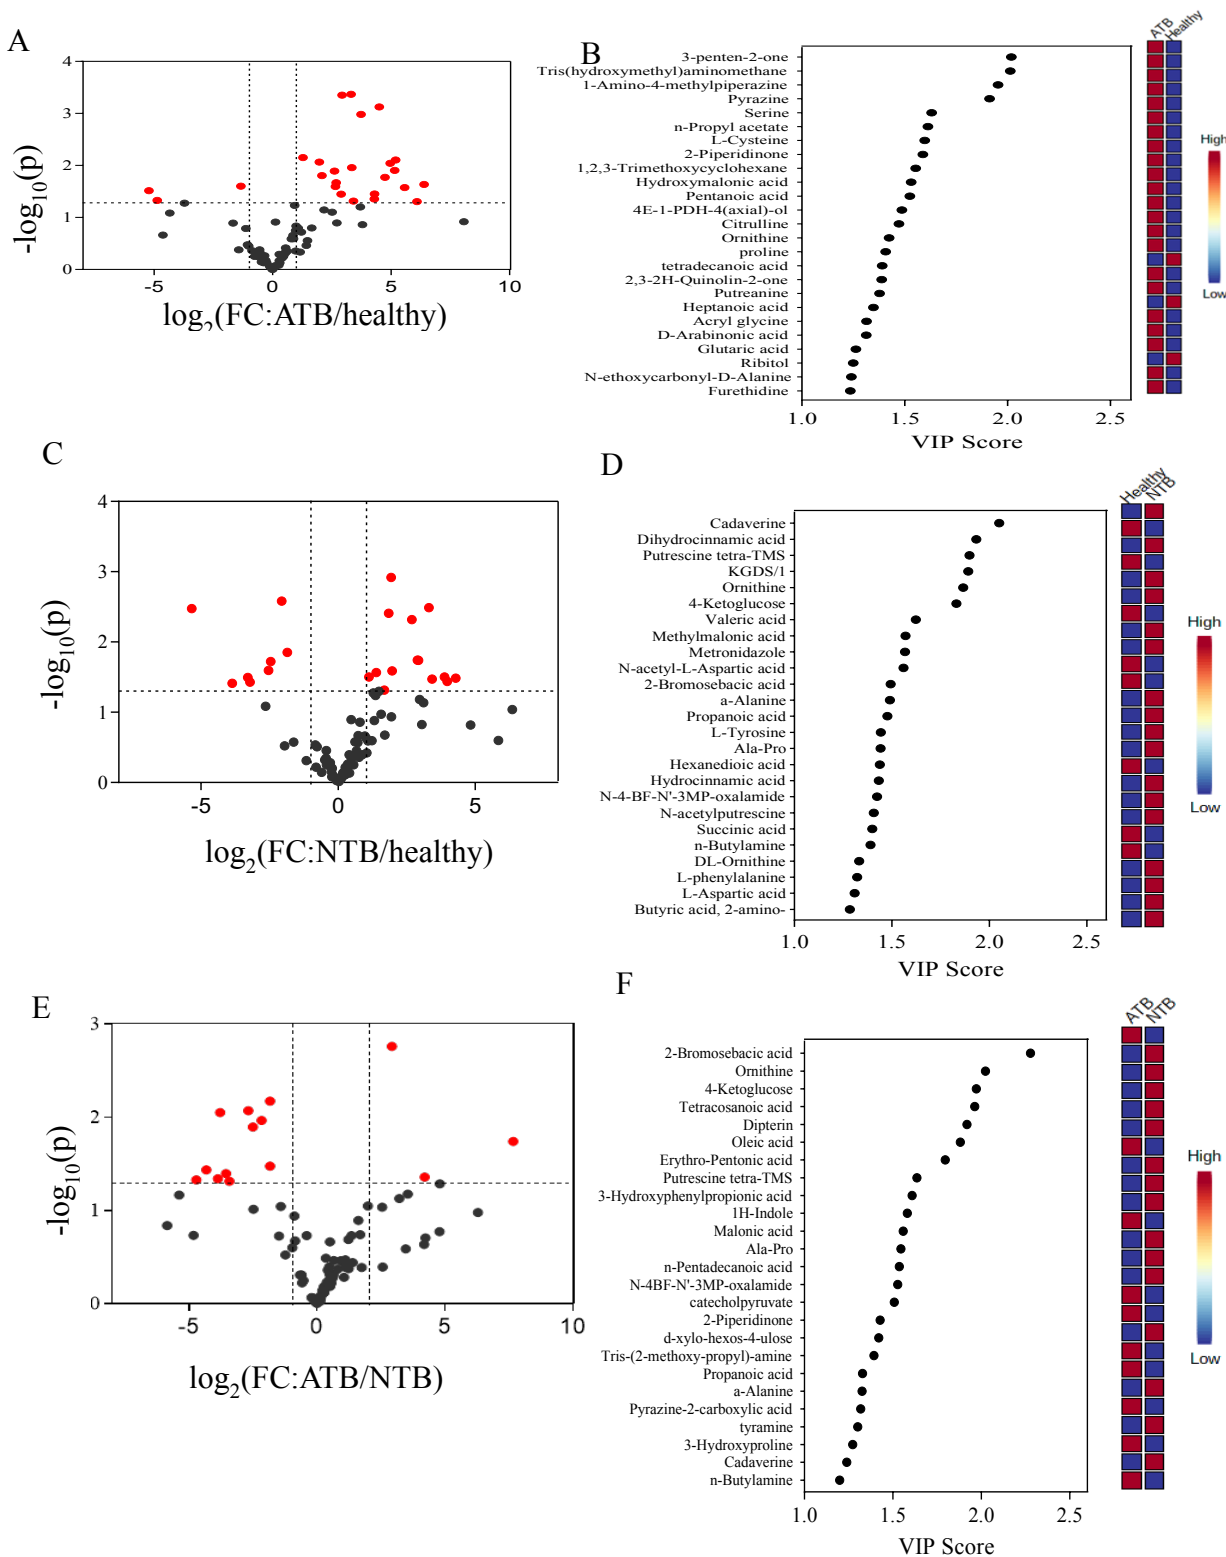 A
4
3
2
1
0
-5
0
5
10
-log10(p)
log2(FC:ATB/healthy)
B
3-penten-2-one
Tris(hydroxymethyl)aminomethane
1-Amino-4-methylpiperazine
Pyrazine
Serine
n-Propyl acetate
L-Cysteine
2-Piperidinone
1,2,3-Trimethoxycyclohexane
Hydroxymalonic acid
Pentanoic acid
4E-1-PDH-4(axial)-ol
Citrulline
Ornithine
proline
tetradecanoic acid
2,3-2H-Quinolin-2-one
Putreanine
Heptanoic acid
Acryl glycine
D-Arabinonic acid
Glutaric acid
Ribitol
N-ethoxycarbonyl-D-Alanine
Furethidine
1.0
1.5
2.0
2.5
VIP Score
ATB
Healthy
High
Low
C
4
3
2
1
0
-5
0
5
-log10(p)
log2(FC:NTB/healthy)
D
Cadaverine
Dihydrocinnamic acid
Putrescine tetra-TMS
KGDS/1
Ornithine
4-Ketoglucose
Valeric acid
Methylmalonic acid
Metronidazole
N-acetyl-L-Aspartic acid
2-Bromosebacic acid
a-Alanine
Propanoic acid
L-Tyrosine
Ala-Pro
Hexanedioic acid
Hydrocinnamic acid
N-4-BF-N'-3MP-oxalamide
N-acetylputrescine
Succinic acid
n-Butylamine
DL-Ornithine
L-phenylalanine
L-Aspartic acid
Butyric acid, 2-amino-
1.0
1.5
2.0
2.5
VIP Score
Healthy
NTB
High
Low
E
3
2
1
0
-5
0
5
10
-log10(p)
log2(FC:ATB/NTB)
F
2-Bromosebacic acid
Ornithine
4-Ketoglucose
Tetracosanoic acid
Dipterin
Oleic acid
Erythro-Pentonic acid
Putrescine tetra-TMS
3-Hydroxyphenylpropionic acid
1H-Indole
Malonic acid
Ala-Pro
n-Pentadecanoic acid
N-4BF-N'-3MP-oxalamide
catecholpyruvate
2-Piperidinone
d-xylo-hexos-4-ulose
Tris-(2-methoxy-propyl)-amine
Propanoic acid
a-Alanine
Pyrazine-2-carboxylic acid
tyramine
3-Hydroxyproline
Cadaverine
n-Butylamine
1.0
1.5
2.0
2.5
VIP Score
ATB
NTB
High
Low